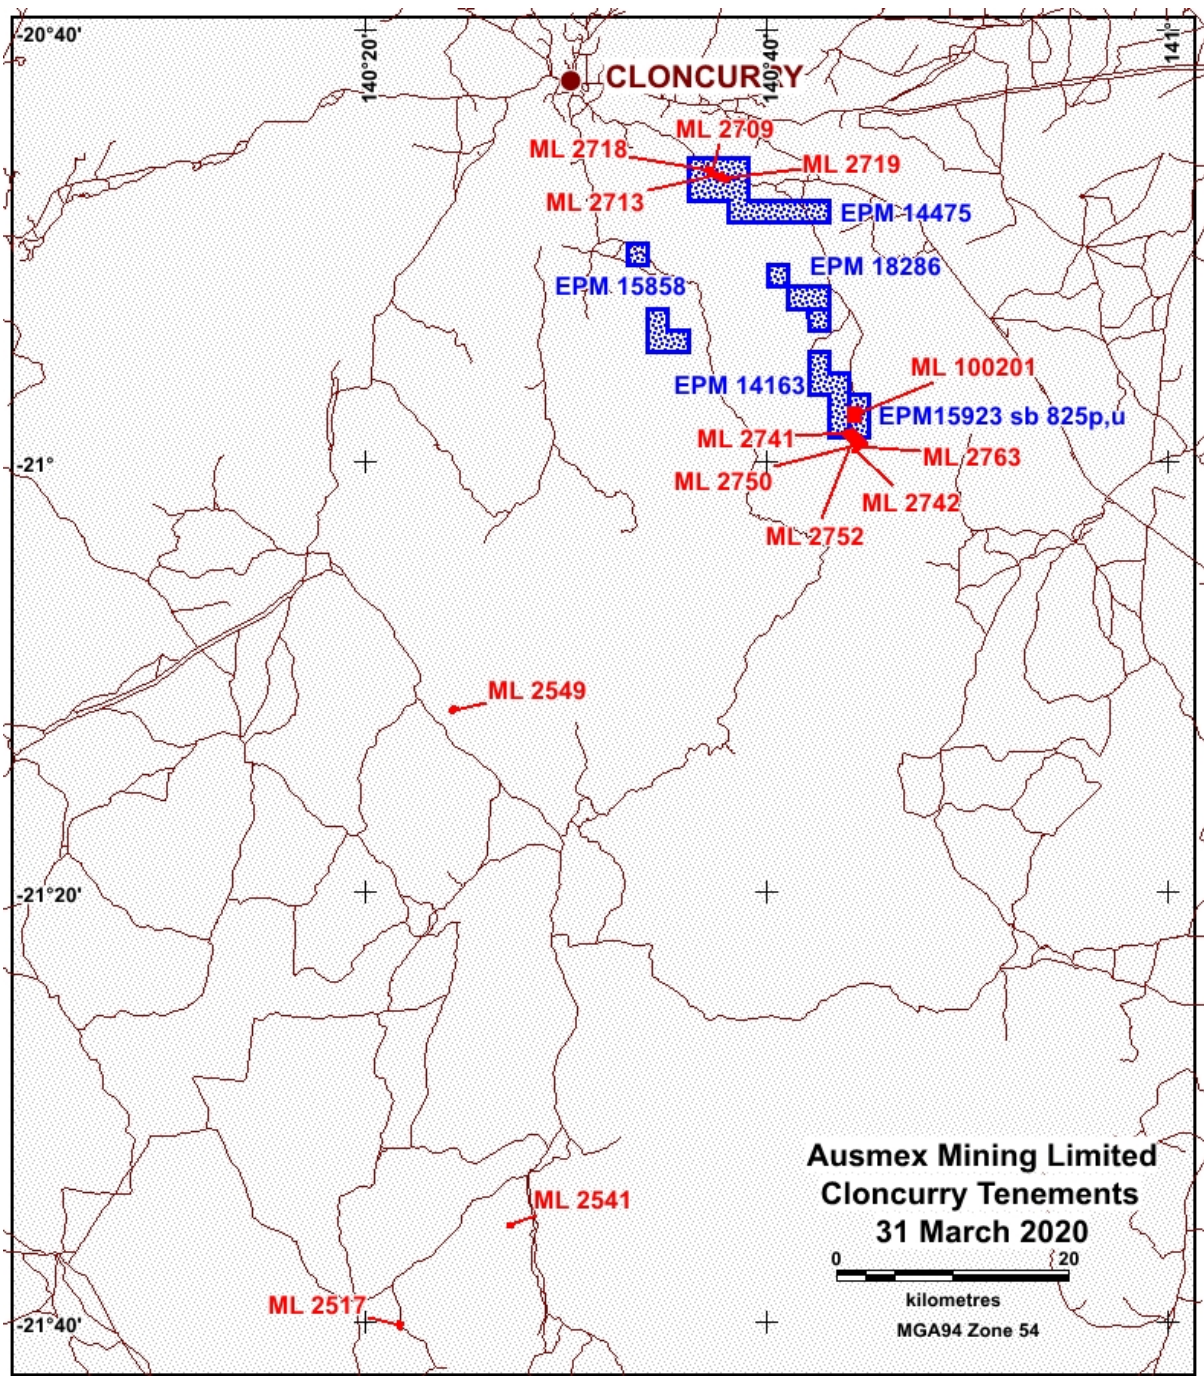 -20°40'
140°20'
140°40'
141°
CLONCURRY
ML 2709
ML 2718
ML 2719
ML 2713
EPM 14475
EPM 18286
EPM 15858
ML 100201
EPM 14163
EPM15923 sb 825p,u
ML 2741
-21°
ML 2763
ML 2750
ML 2742
ML 2752
ML 2549
-21°20'
Ausmex Mining Limited
Cloncurry Tenements
31 March 2020
ML 2541
0 20
kilometres
ML 2517
-21°40'
MGA94 Zone 54